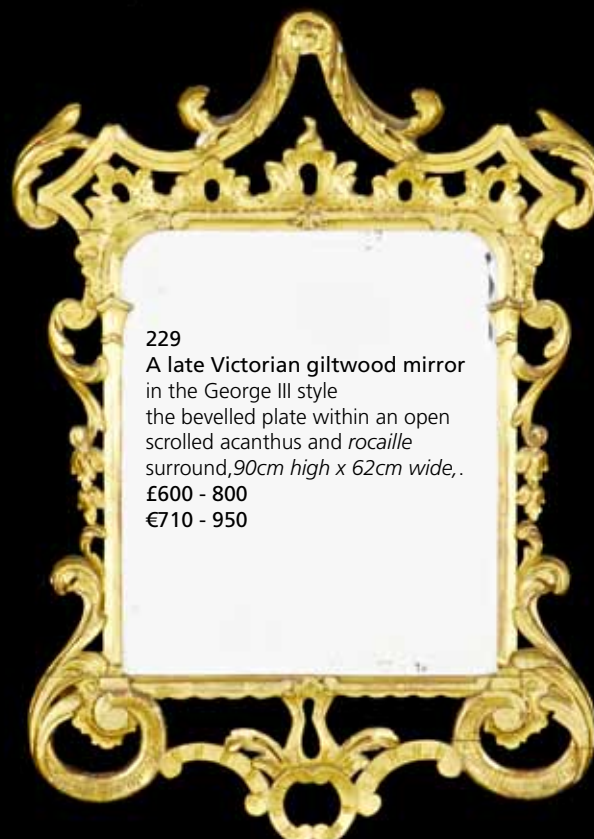 229
A late Victorian giltwood mirror
in the George III style
the bevelled plate within an open
scrolled acanthus and rocaille
surround,90cm high x 62cm wide,.
£600 - 800
€710 - 950